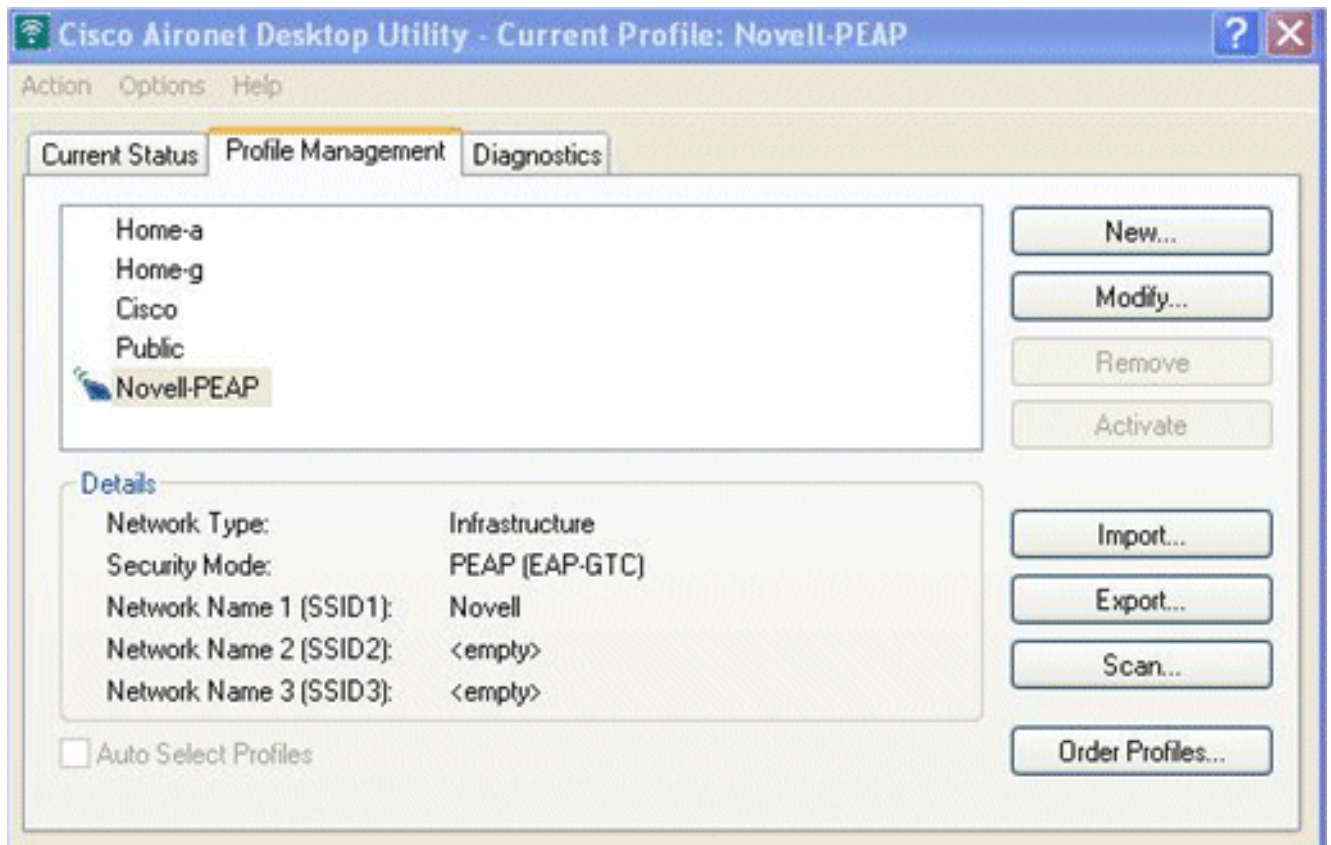 Cisco Aironet Desktop Utility - Current Profile: Novell-PEAP
Action Options Help
Current Status Profile Management Diagnostics
Home-a
Home-g
Cisco
Public
Novell-PEAP
New...
Modify...
Remove
Activate
Details
Network Type: Infrastructure
Security Mode: PEAP (EAP-GTC)
Network Name 1 (SSID1): Novell
Network Name 2 (SSID2): <empty>
Network Name 3 (SSID3): <empty>
Import...
Export...
Scan...
Auto Select Profiles
Order Profiles...